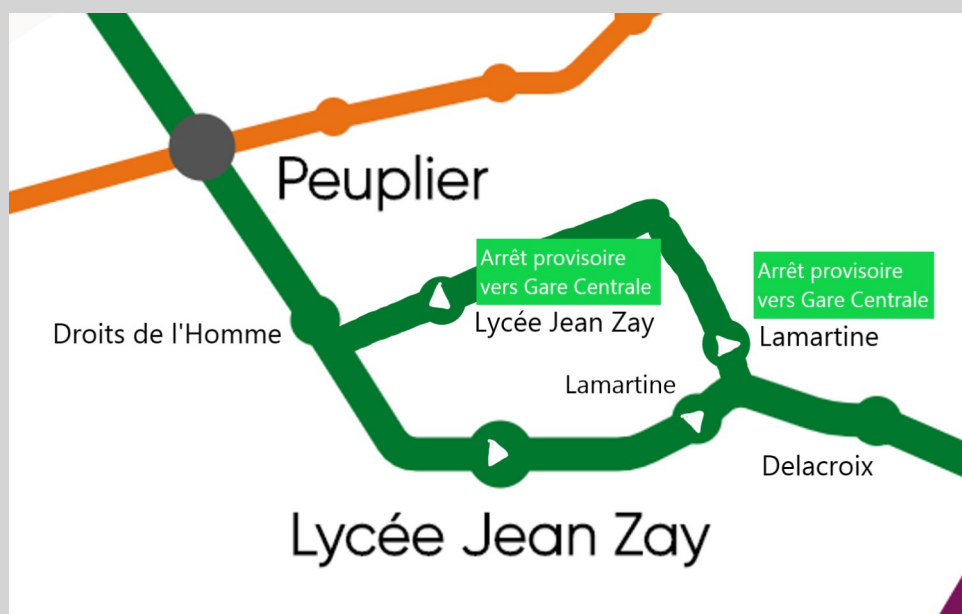 Peuplier
Arrêt provisoire
vers Gare Centrale
Arrêt provisoire
vers Gare Centrale
Droits de l'Homme
Lycée Jean Zay
Lamartine
Lamartine
Delacroix
Lycée Jean Zay